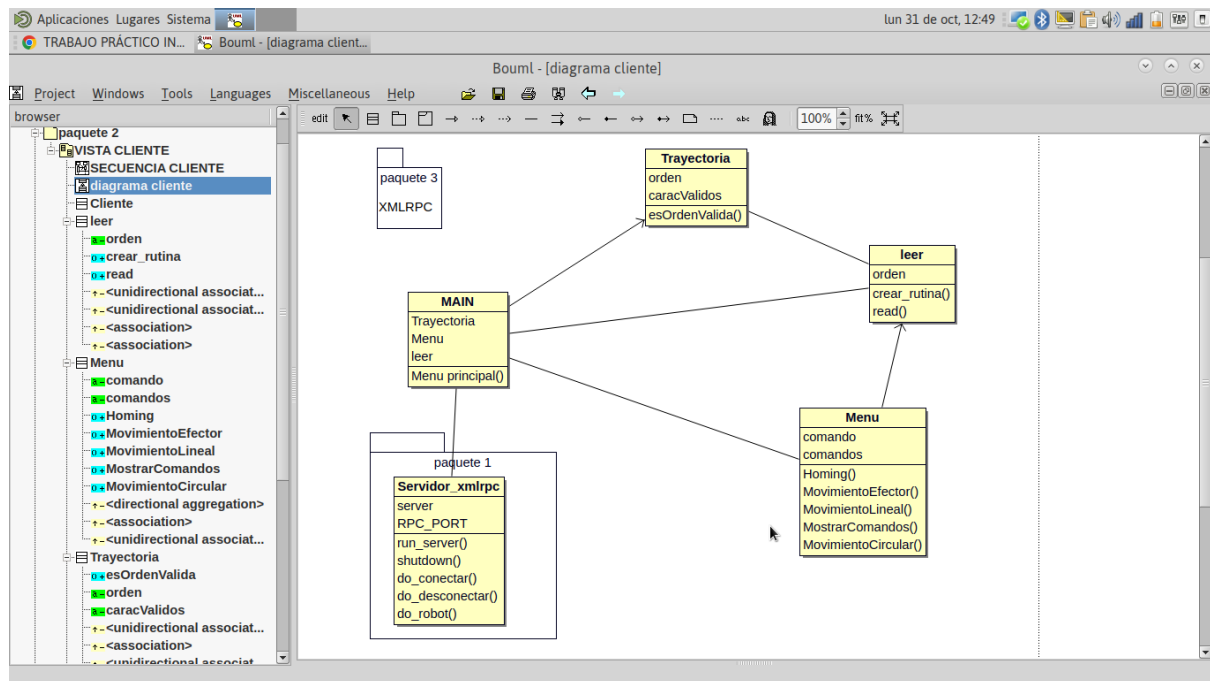 Aplicaciones Lugares Sistema
lun 31 de oct, 12:49
TRABAJO PRÁCTICO IN... Bouml - [diagrama client...
Bouml - [diagrama cliente]
Project Windows Tools Languages Miscellaneous Help
browser
edit
100%
fit%
paquete 2
VISTA CLIENTE
SECUENCIA CLIENTE
diagrama cliente
Cliente
leer
orden
crear_rutina
read
<unidirectional associat...
<unidirectional associat...
<association>
<association>
Menu
comando
comandos
Homing
MovimientoEfector
MovimientoLineal
MostrarComandos
MovimientoCircular
<directional aggregation>
<association>
<unidirectional associat...
Trayectoria
esOrdenValida
orden
caracValidos
<unidirectional associat...
<association>
<unidirectional associat
paquete 3
XMLRPC
Trayectoria
orden
caracValidos
esOrdenValida()
leer
orden
crear_rutina()
read()
MAIN
Trayectoria
Menu
leer
Menu principal()
Menu
comando
comandos
Homing()
MovimientoEfector()
MovimientoLineal()
MostrarComandos()
MovimientoCircular()
paquete 1
Servidor_xmlrpc
server
RPC_PORT
run_server()
shutdown()
do_conectar()
do_desconectar()
do_robot()